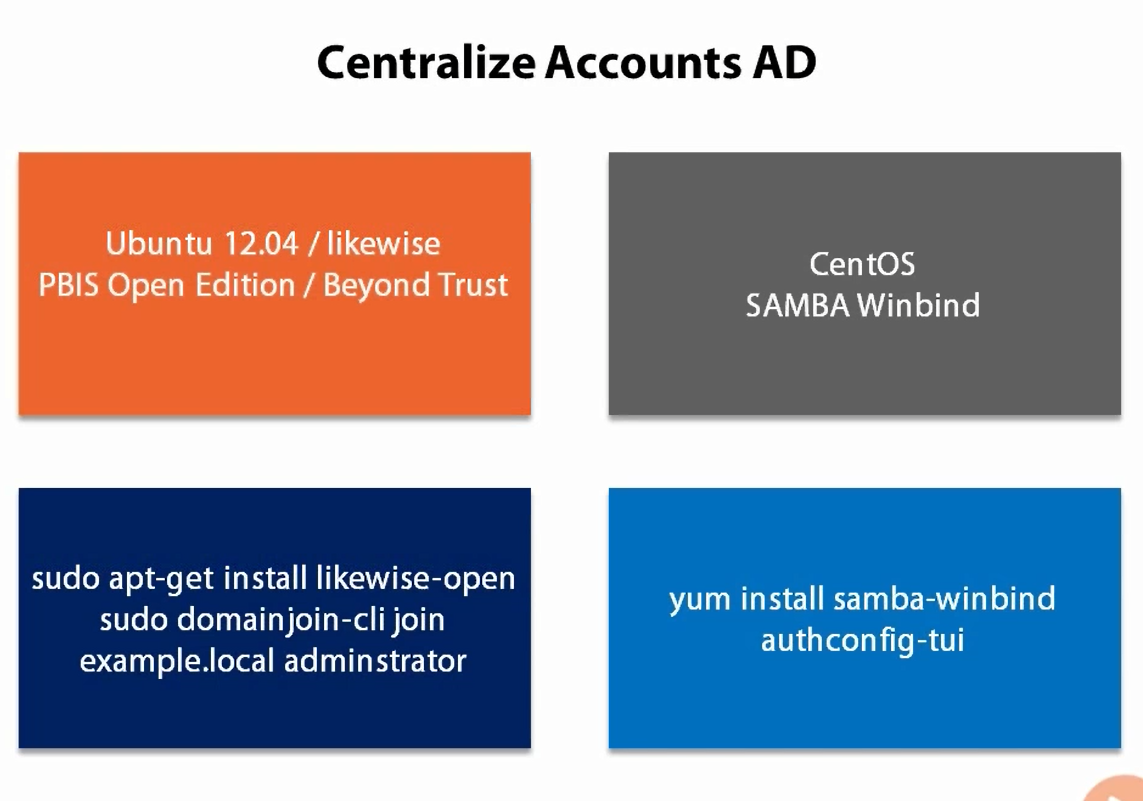 Centralize Accounts AD
Ubuntu 12.04 / likewise
PBIS Open Edition / Beyond Trust
CentOS
SAMBA Winbind
sudo apt-get install likewise-open
sudo domainjoin-cli join
example.local adminstrator
yum install samba-winbind
authconfig-tui